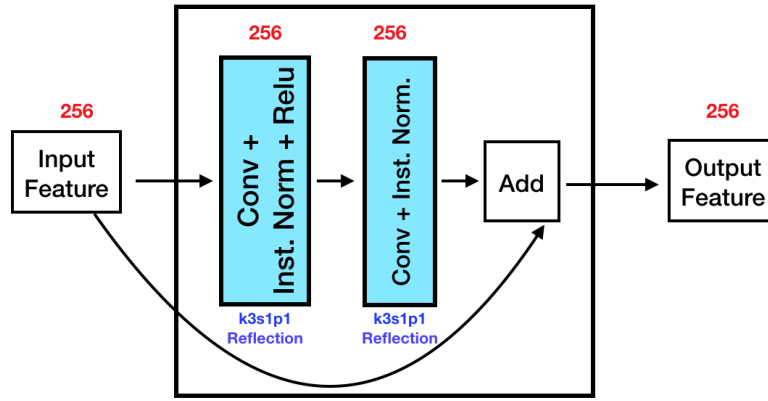 256
Input
Feature
256
Conv +
Inst. Norm + Relu
k3s1p1
Reflection
256
Conv + Inst. Norm.
k3s1p1
Reflection
Add
256
Output
Feature